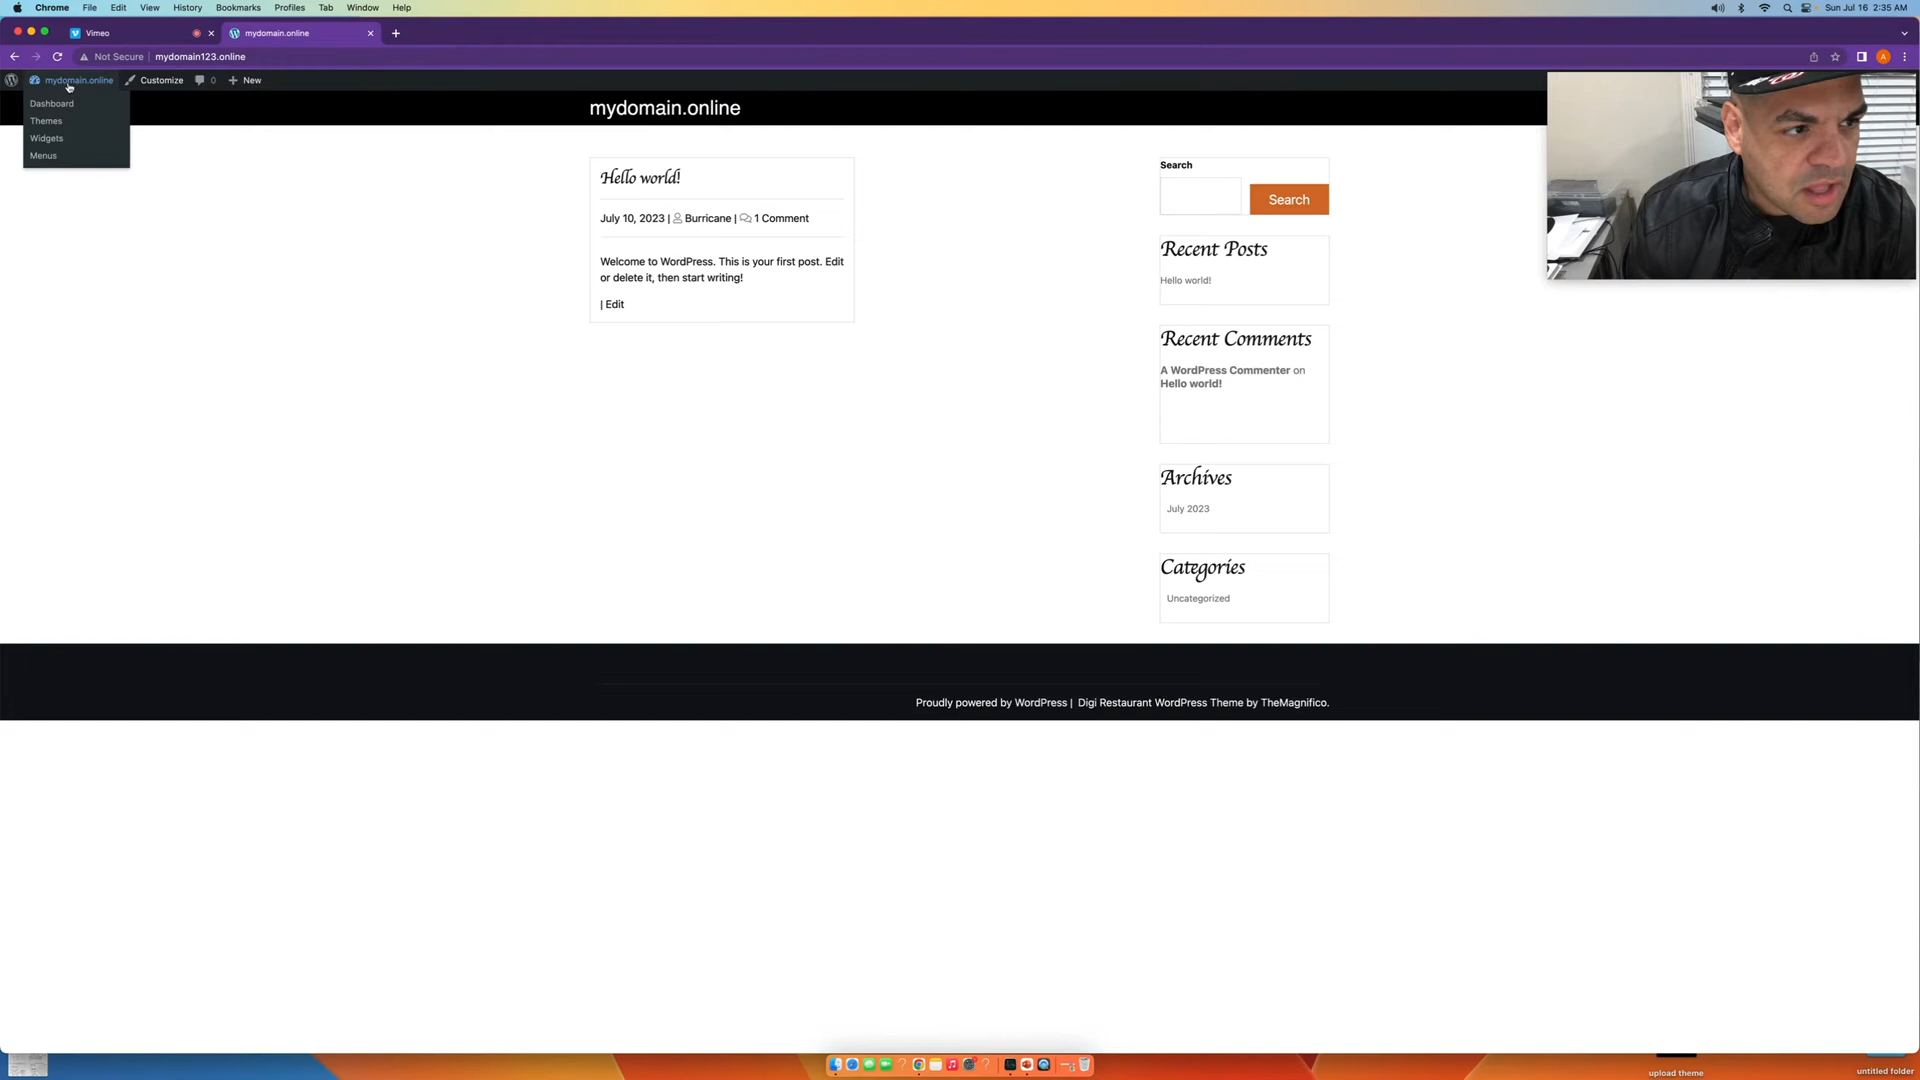 Chrome File Edit View History Bookmarks Profiles Tab Window Help
Sun Jul 16 2:35 AM
Vimeo
mydomain.online
Not Secure | mydomain123.online
A
mydomain.online
Customize
0
New
Dashboard
Themes
Widgets
Menus
mydomain.online
Hello world!
July 10, 2023 | Burricane | 1 Comment
Welcome to WordPress. This is your first post. Edit
or delete it, then start writing!
| Edit
Search
Search
Recent Posts
Hello world!
Recent Comments
A WordPress Commenter on
Hello world!
Archives
July 2023
Categories
Uncategorized
Proudly powered by WordPress | Digi Restaurant WordPress Theme by TheMagnifico.
upload theme
untitled folder